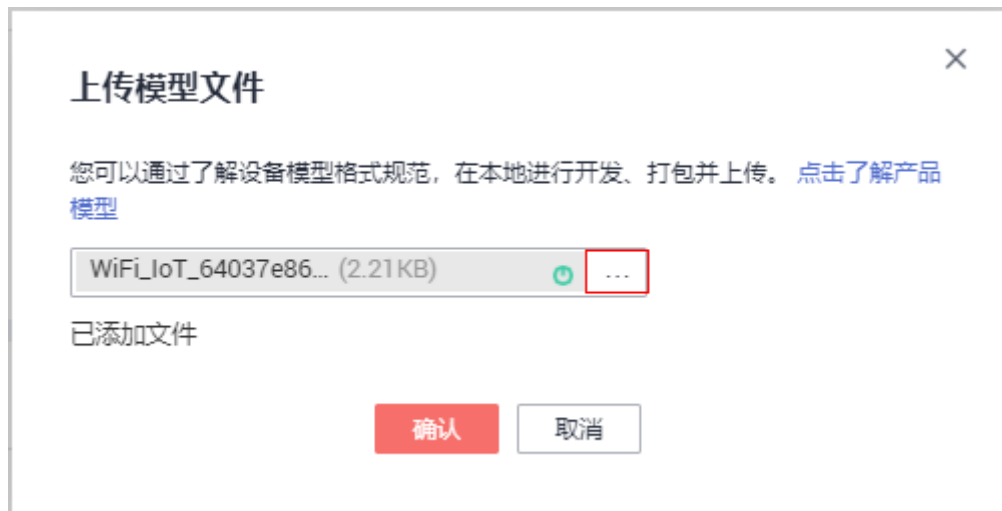 上传模型文件
您可以通过了解设备模型格式规范，在本地进行开发、打包并上传。 点击了解产品
模型
WiFi_IoT_64037e86... (2.21KB) ...
已添加文件
确认 取消